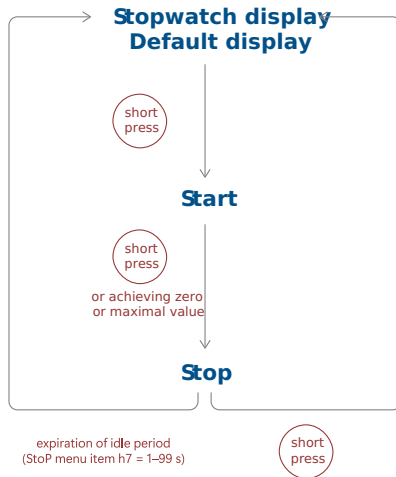 Stopwatch display
Default display
short
press
Start
short
press
or achieving zero
or maximal value
Stop
expiration of idle period
(StoP menu item h7 = 1–99 s)
short
press